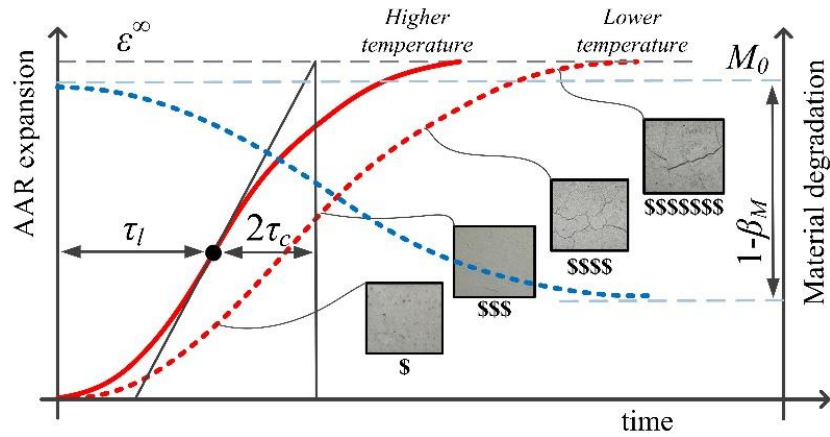 ε∞
Higher
temperature
Lower
temperature
M0
AAR expansion
τl
2τc
1-βM
Material degradation
$$$$$$$
$$$$
$$$
$
time